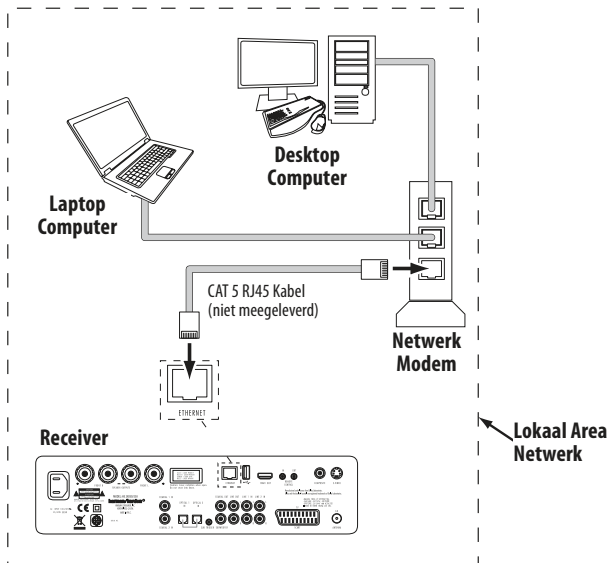 Desktop
Computer
Laptop
Computer
CAT 5 RJ45 Kabel
(niet meegeleverd)
Netwerk
Modem
ETHERNET
Receiver
Lokaal Area
Netwerk